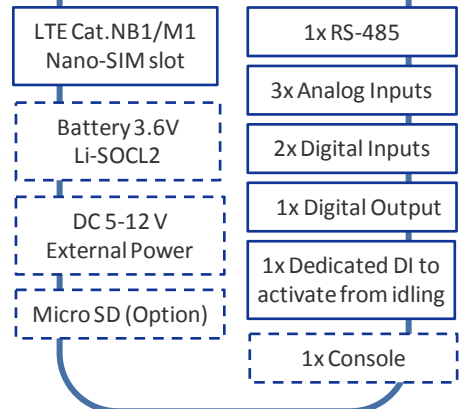 LTE Cat.NB1/M1
Nano-SIM slot
Battery 3.6V
Li-SOCL2
DC 5-12 V
External Power
Micro SD (Option)
1x RS-485
3x Analog Inputs
2x Digital Inputs
1x Digital Output
1x Dedicated DI to
activate from idling
1x Console